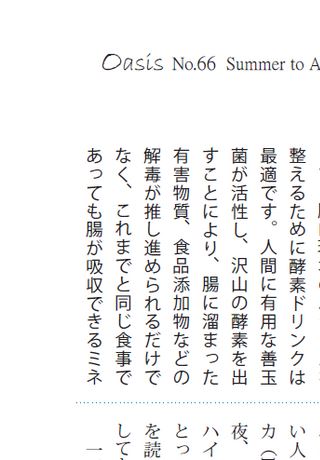 Oasis No.66 Summer to A
整えるために酵素ドリンクは
最適です。人間に有用な善玉
菌が活性し、沢山の酵素を出
すことにより、腸に溜まった
有害物質、食品添加物などの
解毒が推し進められるだけで
なく、これまでと同じ食事で
あっても腸が吸収できるミネ
い人
カ（
夜、
ハイ
とっ
を読
して
一